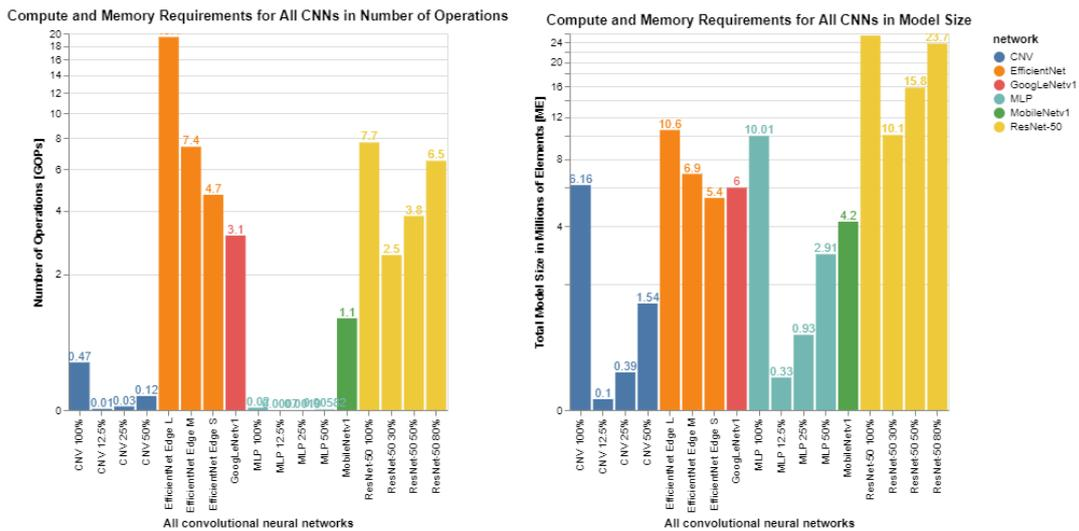 Compute and Memory Requirements for All CNNs in Number of Operations
Number of Operations [GOPs]
20
18
16
14
12
10
8
6
4
2
0
0.47
0.01
0.03
0.12
7.4
4.7
3.1
0.02
1.1
7.7
2.5
3.8
6.5
CNV 100%
CNV 12.5%
CNV 25%
CNV 50%
EfficientNet Edge L
EfficientNet Edge M
EfficientNet Edge S
GoogLeNetv1
MLP 100%
MLP 12.5%
MLP 25%
MLP 50%
MobileNetv1
ResNet-50 100%
ResNet-50 30%
ResNet-50 50%
ResNet-50 80%
All convolutional neural networks
Compute and Memory Requirements for All CNNs in Model Size
Total Model Size in Millions of Elements [ME]
24
20
16
12
8
4
0
6.16
0.1
0.39
1.54
10.6
6.9
5.4
6
10.01
0.33
0.93
2.91
4.2
10.1
15.8
23.7
CNV 100%
CNV 12.5%
CNV 25%
CNV 50%
EfficientNet Edge L
EfficientNet Edge M
EfficientNet Edge S
GoogLeNetv1
MLP 100%
MLP 12.5%
MLP 25%
MLP 50%
MobileNetv1
ResNet-50 100%
ResNet-50 30%
ResNet-50 50%
ResNet-50 80%
All convolutional neural networks
network
CNV
EfficientNet
GoogLeNetv1
MLP
MobileNetv1
ResNet-50